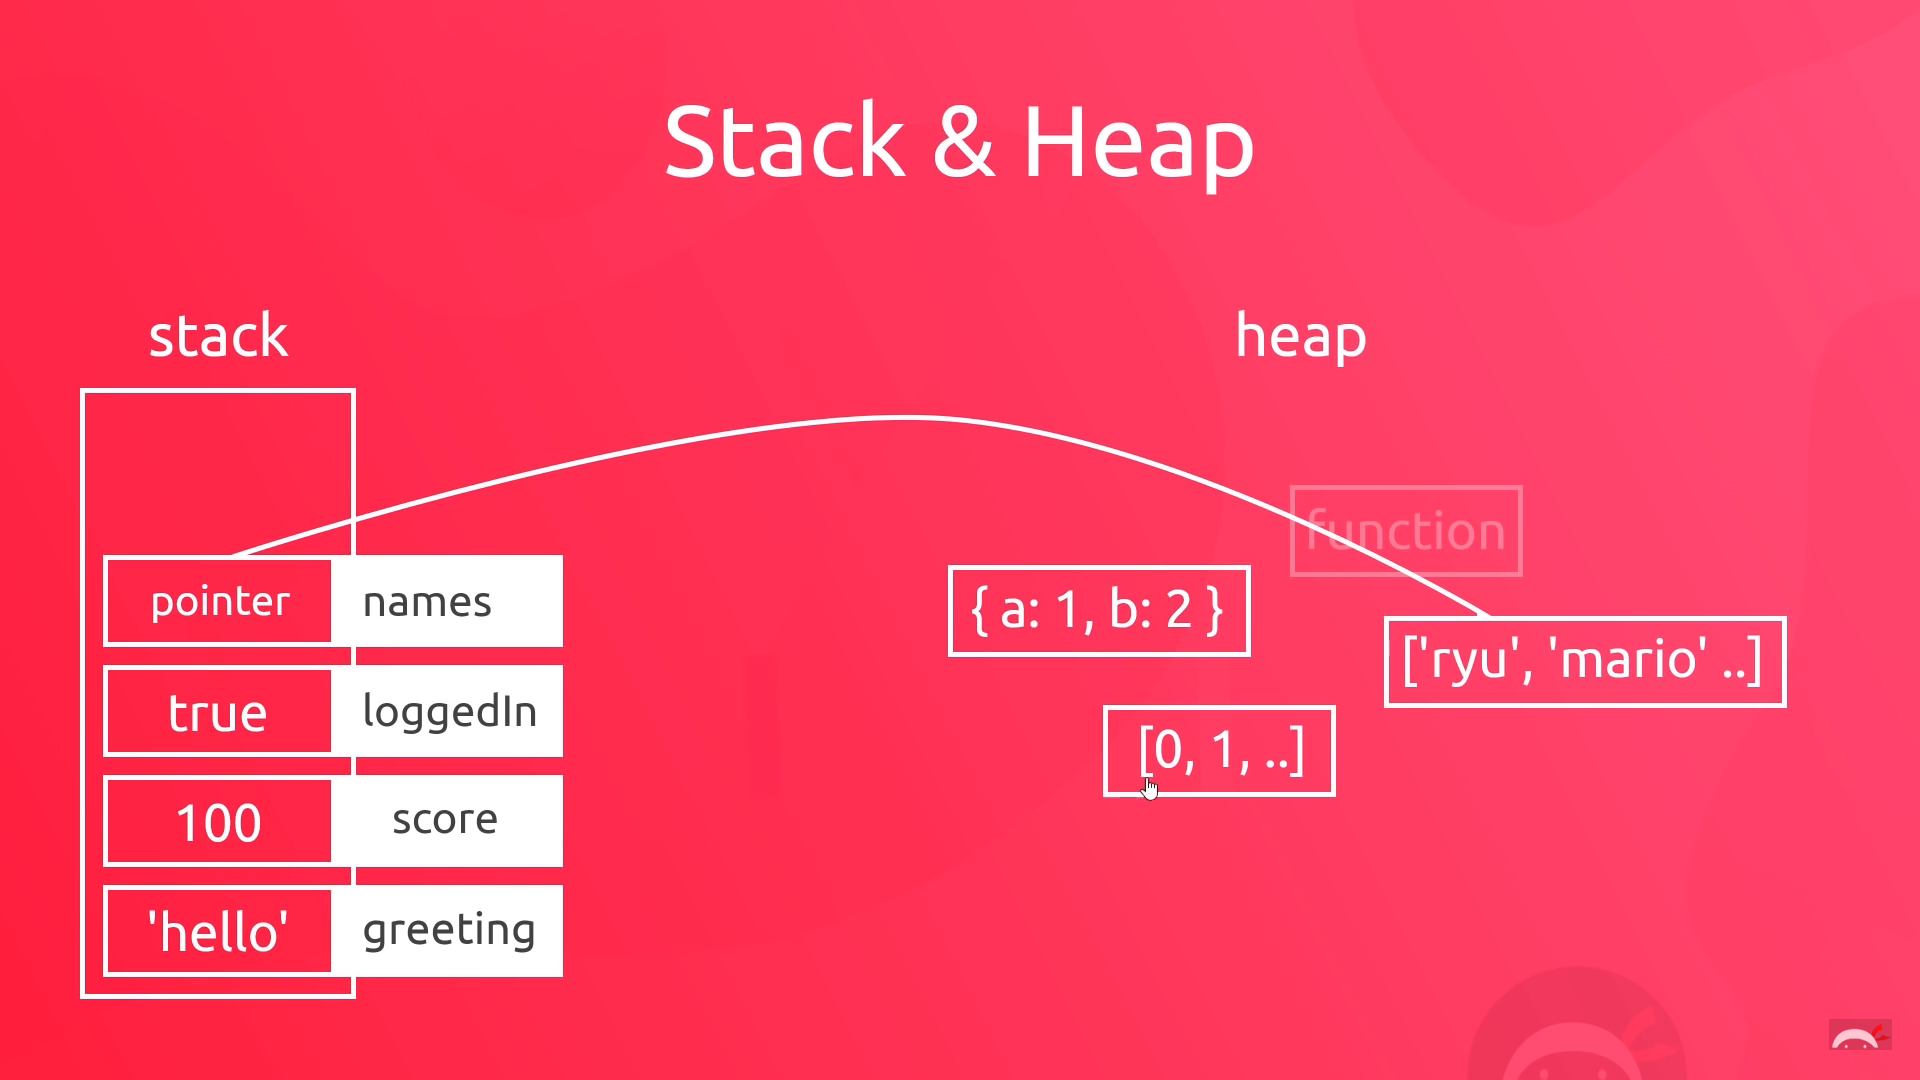 Stack & Heap
stack
heap
pointer names
true loggedIn
100 score
'hello' greeting
function
{ a: 1, b: 2 }
['ryu', 'mario' ..]
[0, 1, ..]